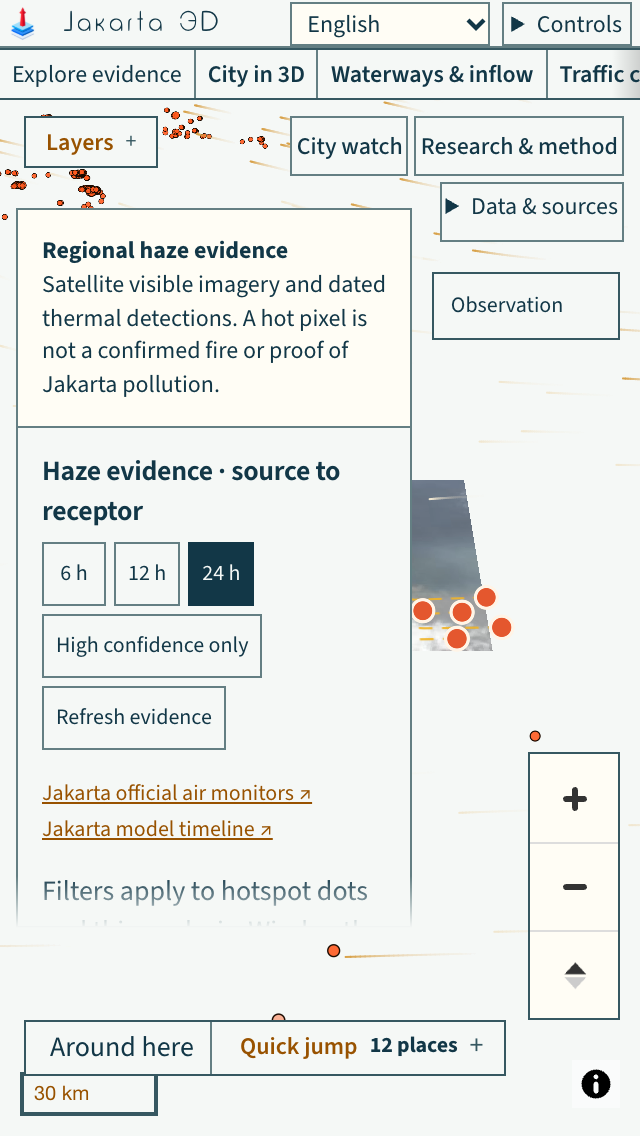 Jakarta 3D
English
Controls
Explore evidence
City in 3D
Waterways & inflow
Traffic c
Layers +
City watch
Research & method
Data & sources
Observation
Regional haze evidence
Satellite visible imagery and dated
thermal detections. A hot pixel is
not a confirmed fire or proof of
Jakarta pollution.
Haze evidence · source to
receptor
6 h
12 h
24 h
High confidence only
Refresh evidence
Jakarta official air monitors ↗
Jakarta model timeline ↗
Filters apply to hotspot dots
Around here
Quick jump 12 places +
30 km